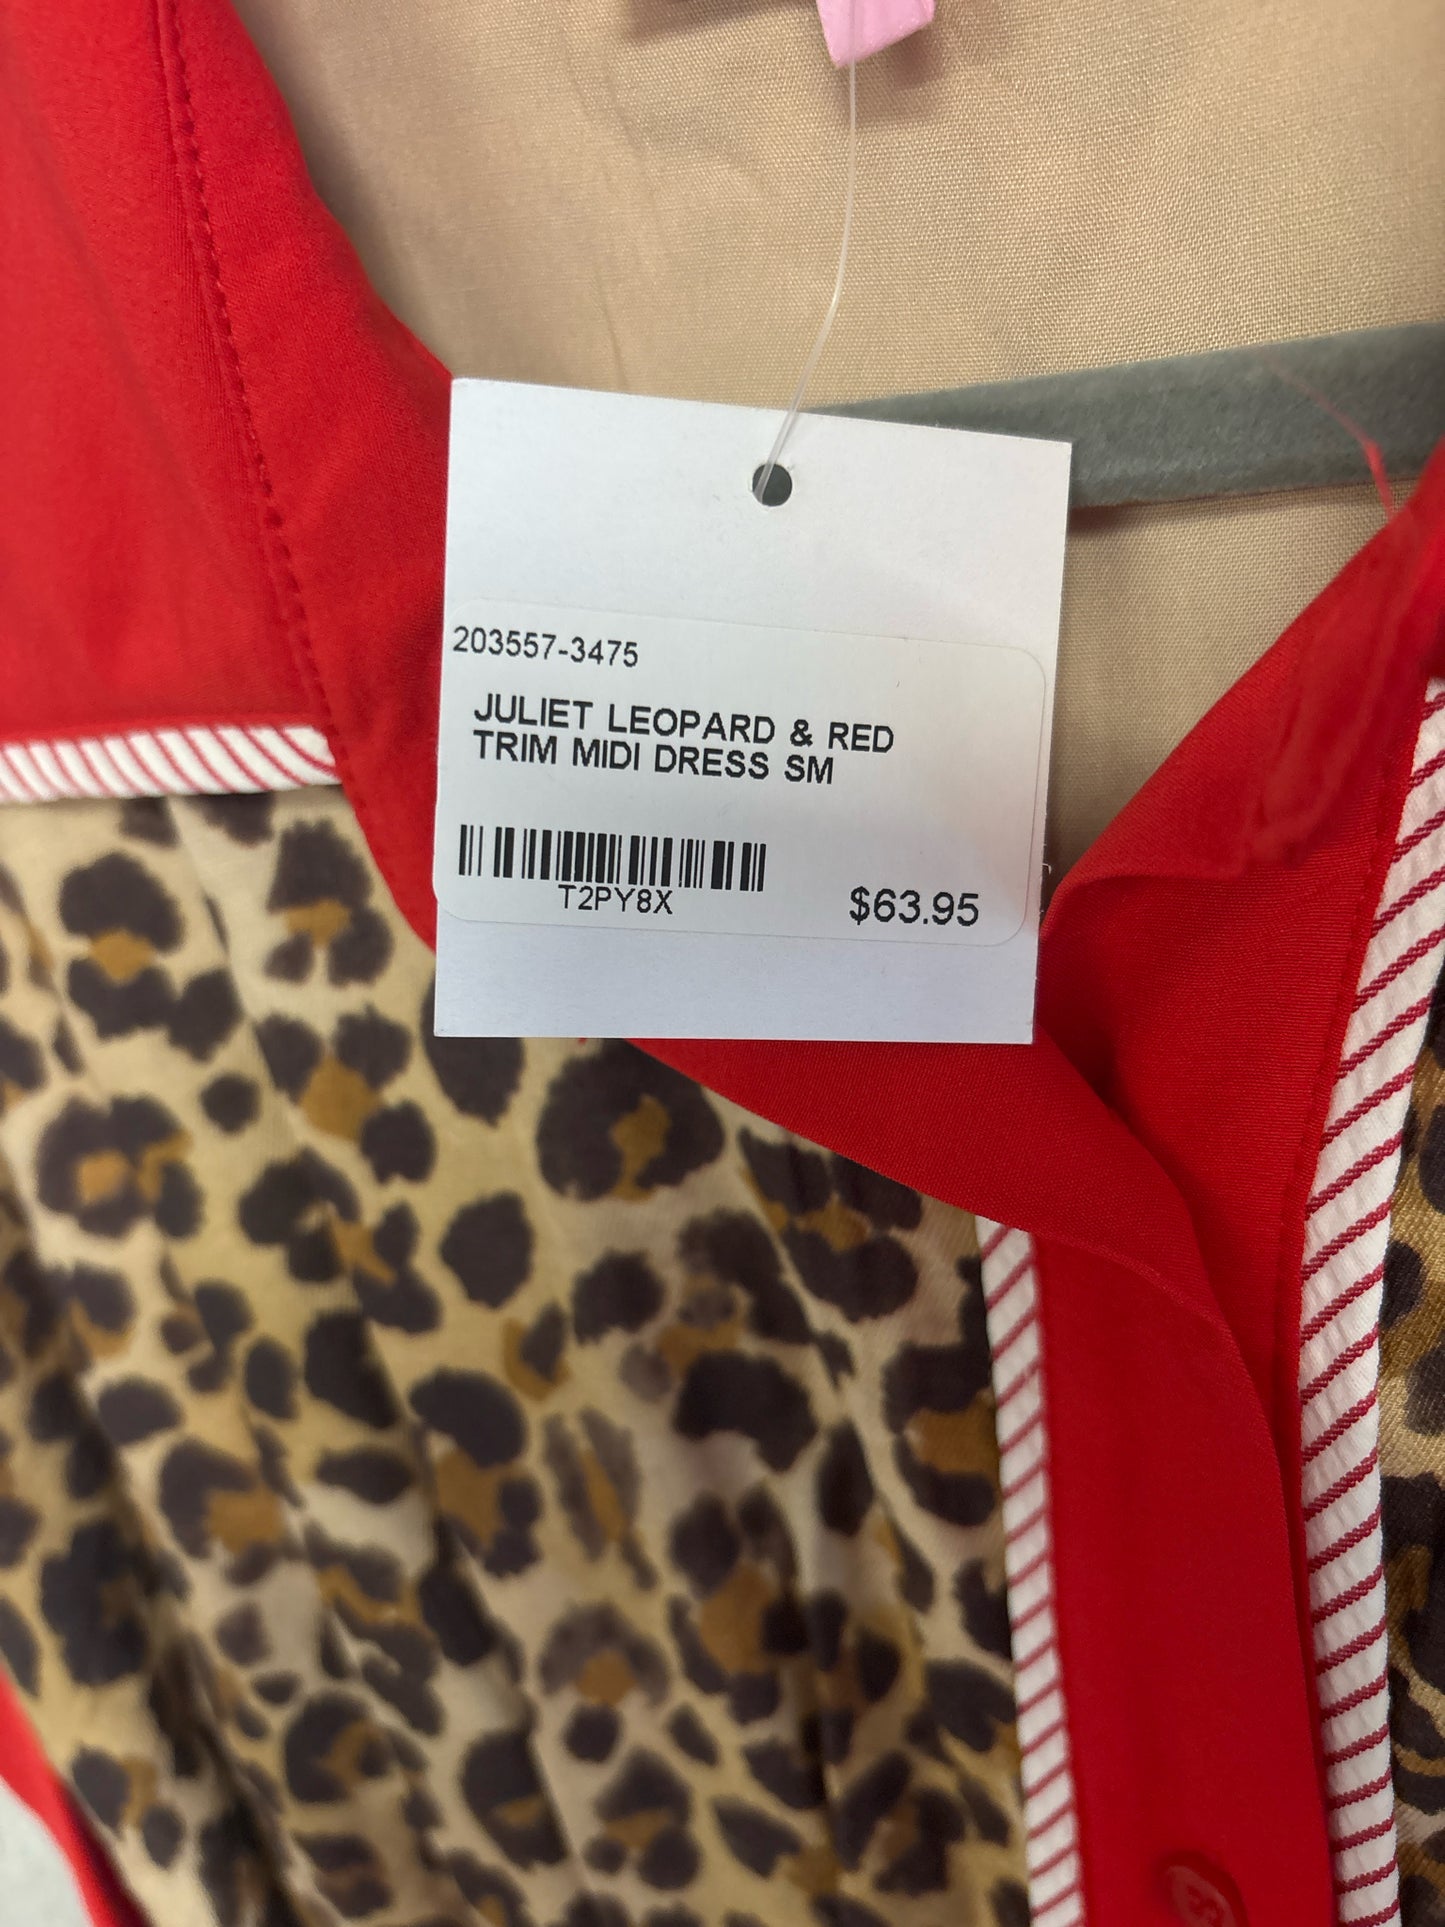 203557-3475
JULIET LEOPARD & RED
TRIM MIDI DRESS SM
T2PY8X
$63.95